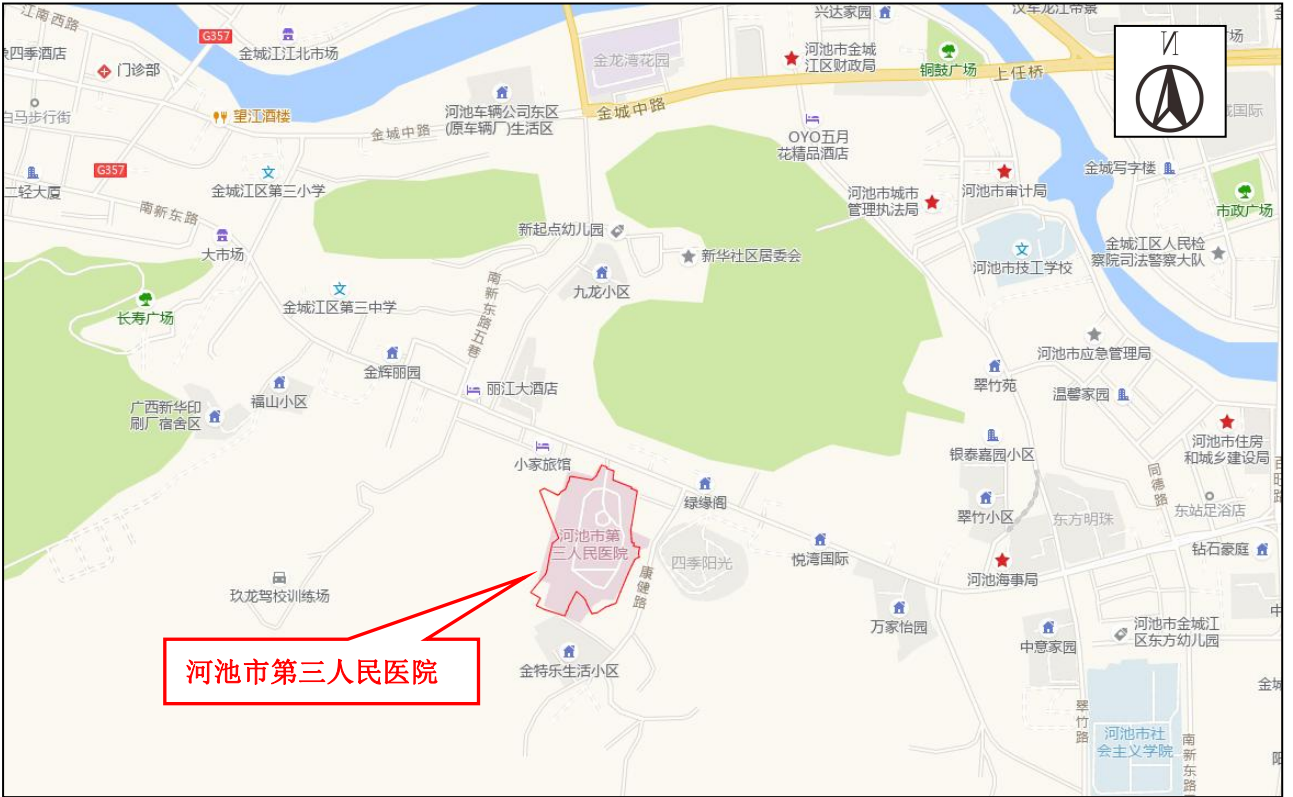 江南西路
G357
金城江江北市场
四季酒店
门诊部
兴达家园
汉军龙江帝景
场
金龙湾花园
河池市金城
江区财政局
铜鼓广场
上任桥
N
白马步行街
望江酒楼
金城中路
河池车辆公司东区
(原车辆厂)生活区
金城中路
OYO五月
花精品酒店
国际
G357
二轻大厦
金城江区第三小学
南新东路
大市场
河池市城市
管理执法局
河池市审计局
金城写字楼
市政广场
新起点幼儿园
新华社区居委会
河池市技工学校
金城江区人民检
察院司法警察大队
九龙小区
南新东路五巷
金城江区第三中学
长寿广场
河池市应急管理局
金辉丽园
丽江大酒店
翠竹苑
温馨家园
福山小区
广西新华印
刷厂宿舍区
河池市住房
和城乡建设局
小家旅馆
银泰嘉园小区
同德路
绿缘阁
翠竹小区
东方明珠
东站足浴店
河池市第
三人民医院
四季阳光
悦湾国际
钻石豪庭
河池海事局
康健路
玖龙驾校训练场
万家怡园
中意家园
河池市金城江
区东方幼儿园
中
河池市第三人民医院
金特乐生活小区
金城
翠竹路
河池市社
会主义学院
南新东路
阳